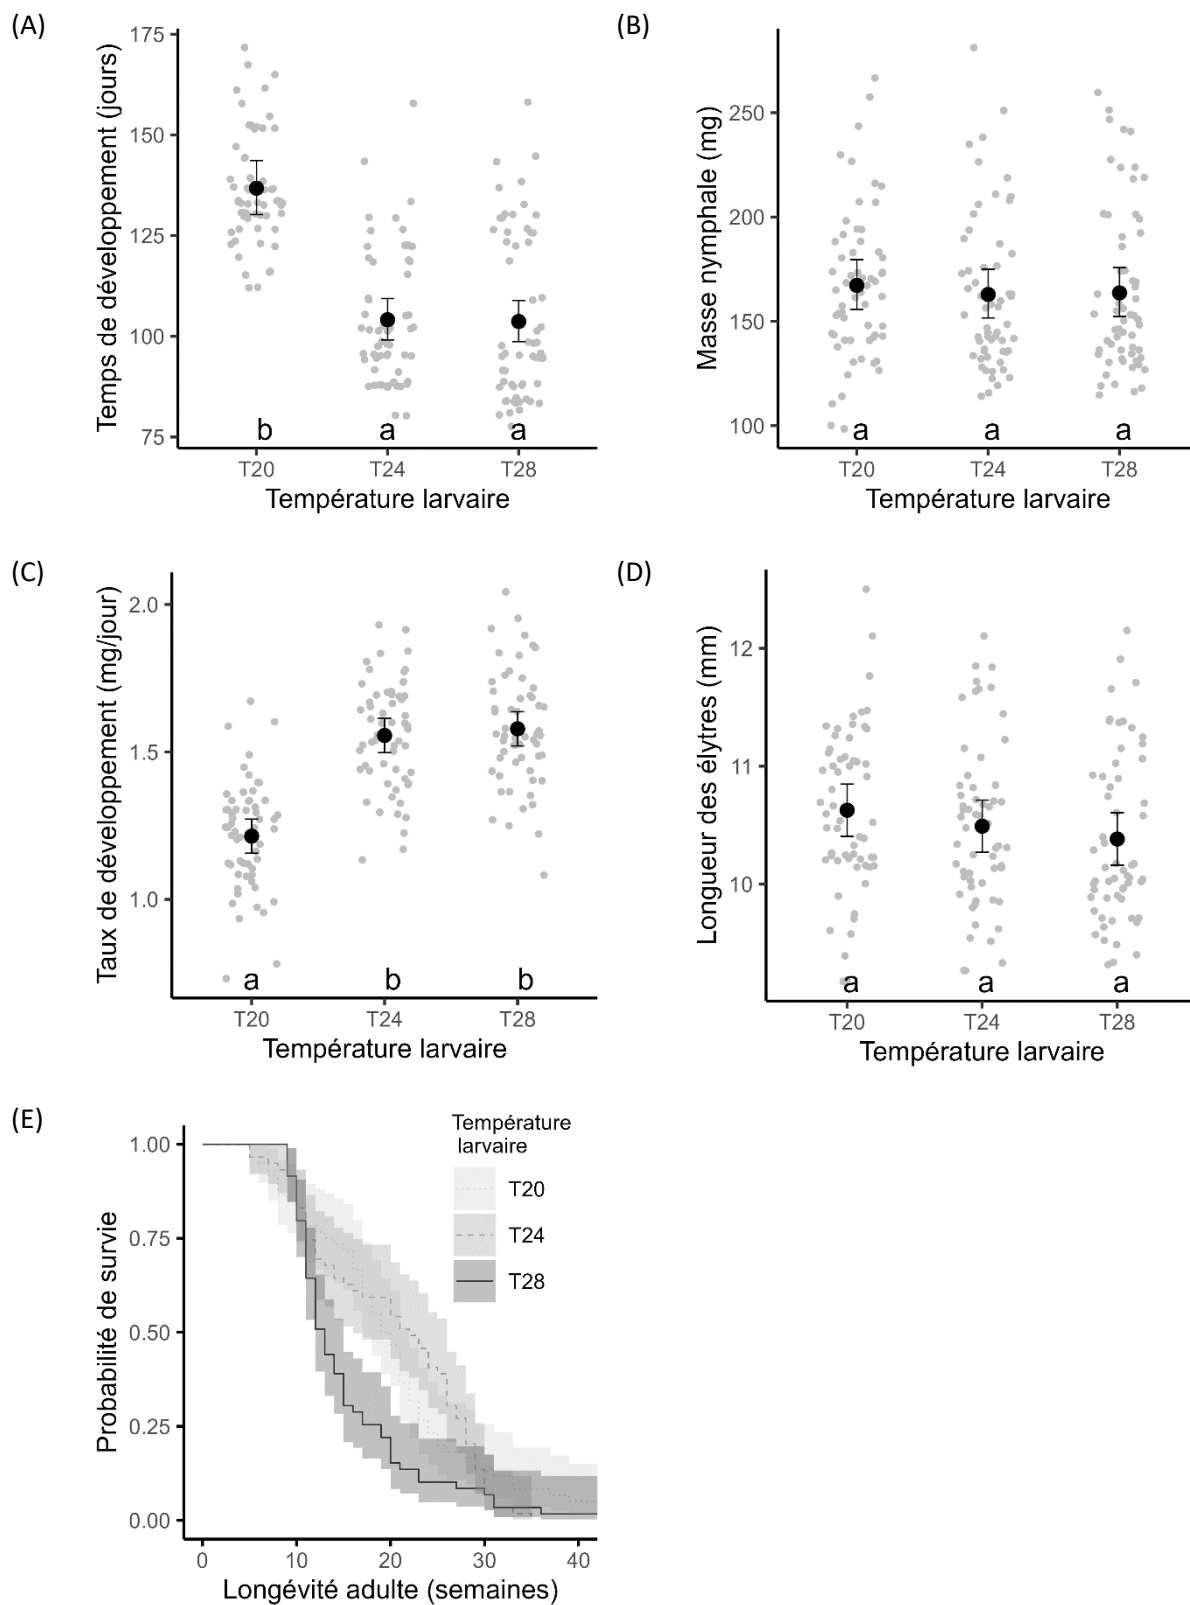 (A)
Temps de développement (jours)
175
150
125
100
75
b
a
a
T20
T24
T28
Température larvaire
(B)
Masse nymphale (mg)
250
200
150
100
a
a
a
T20
T24
T28
Température larvaire
(C)
Taux de développement (mg/jour)
2.0
1.5
1.0
a
b
b
T20
T24
T28
Température larvaire
(D)
Longueur des élytres (mm)
12
11
10
a
a
a
T20
T24
T28
Température larvaire
(E)
Probabilité de survie
1.00
0.75
0.50
0.25
0.00
Température
larvaire
T20
T24
T28
0
10
20
30
40
Longévité adulte (semaines)